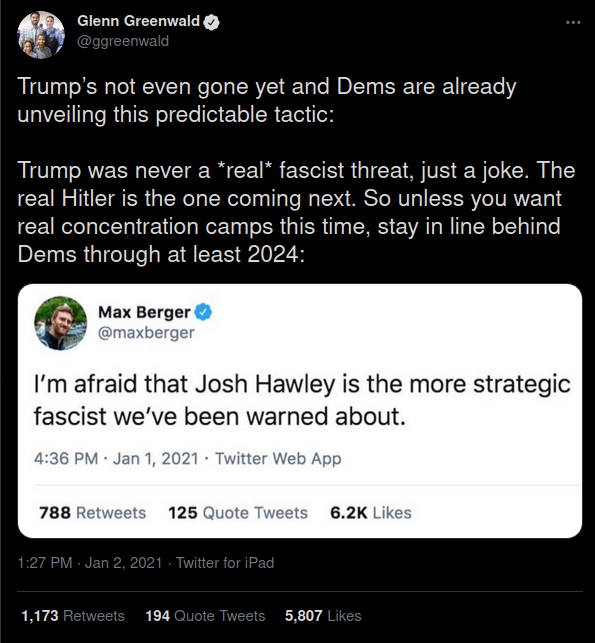 Glenn Greenwald
@ggreenwald
Trump’s not even gone yet and Dems are already
unveiling this predictable tactic:
Trump was never a *real* fascist threat, just a joke. The
real Hitler is the one coming next. So unless you want
real concentration camps this time, stay in line behind
Dems through at least 2024:
Max Berger
@maxberger
I’m afraid that Josh Hawley is the more strategic
fascist we’ve been warned about.
4:36 PM · Jan 1, 2021 · Twitter Web App
788 Retweets 125 Quote Tweets 6.2K Likes
1:27 PM · Jan 2, 2021 · Twitter for iPad
1,173 Retweets 194 Quote Tweets 5,807 Likes